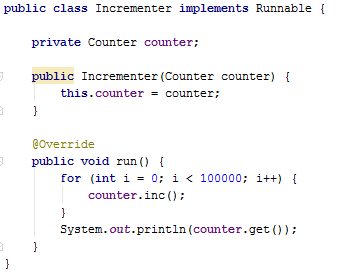 public class Incrementer implements Runnable {
private Counter counter;
public Incrementer(Counter counter) {
this.counter = counter;
}
@Override
public void run() {
for (int i = 0; i < 100000; i++) {
counter.inc();
}
System.out.println(counter.get());
}
}